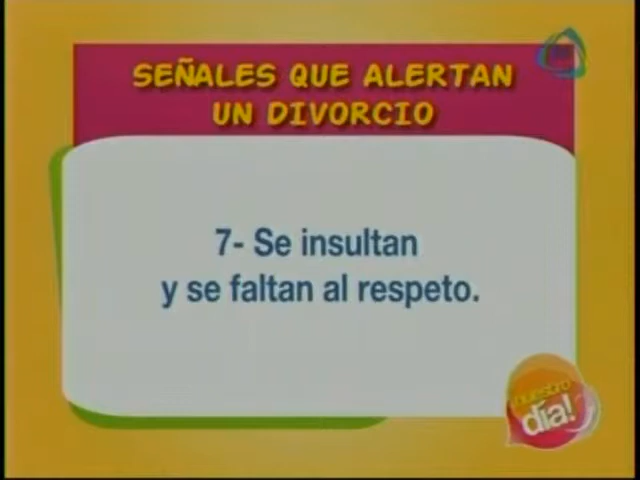 SEÑALES QUE ALERTAN
UN DIVORCIO
7- Se insultan
y se faltan al respeto.
nuestro
día!